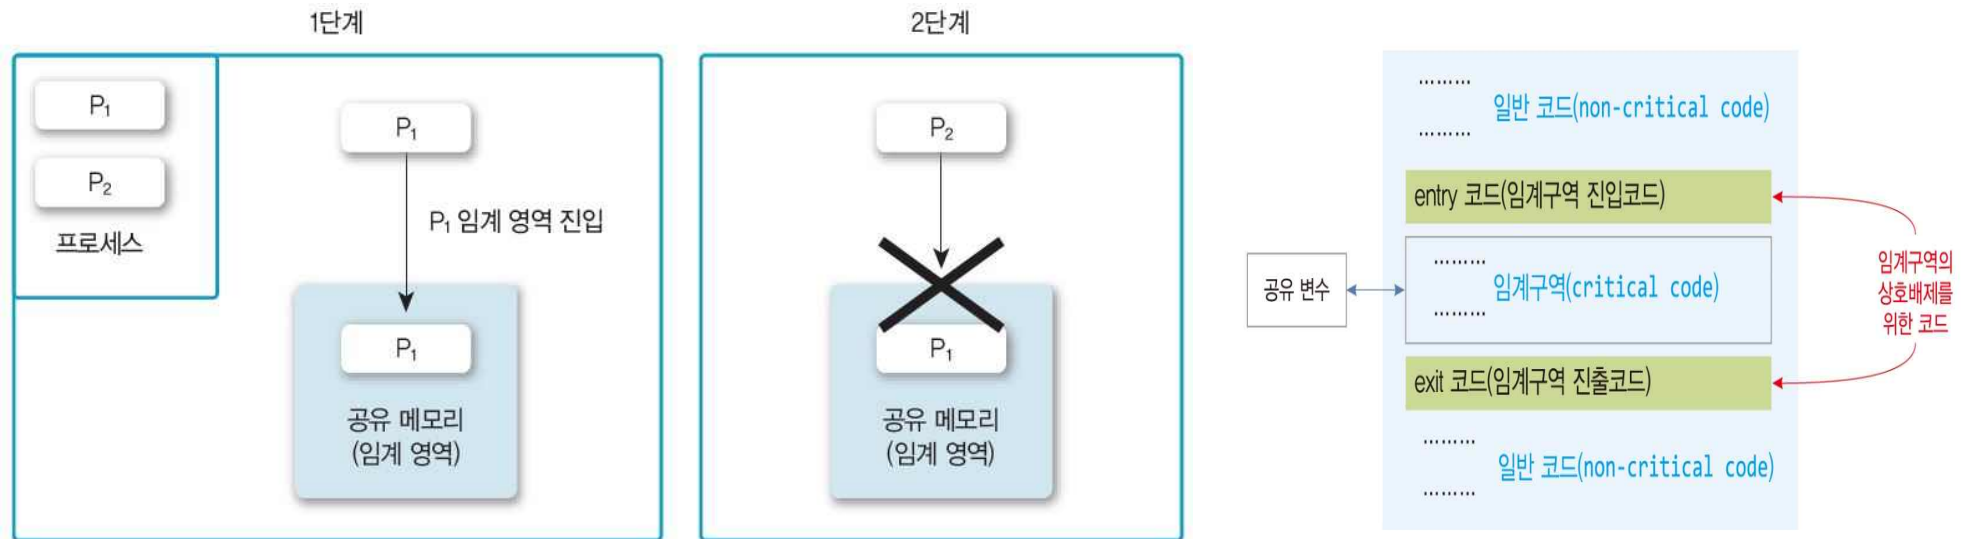 1단계
P₁
P₂
프로세스
P₁
P₁ 임계 영역 진입
P₁
공유 메모리
(임계 영역)
2단계
P₂
P₁
공유 메모리
(임계 영역)
………
일반 코드(non-critical code)
………
entry 코드(임계구역 진입코드)
공유 변수
………
임계구역(critical code)
………
exit 코드(임계구역 진출코드)
………
일반 코드(non-critical code)
………
임계구역의
상호배제를
위한 코드